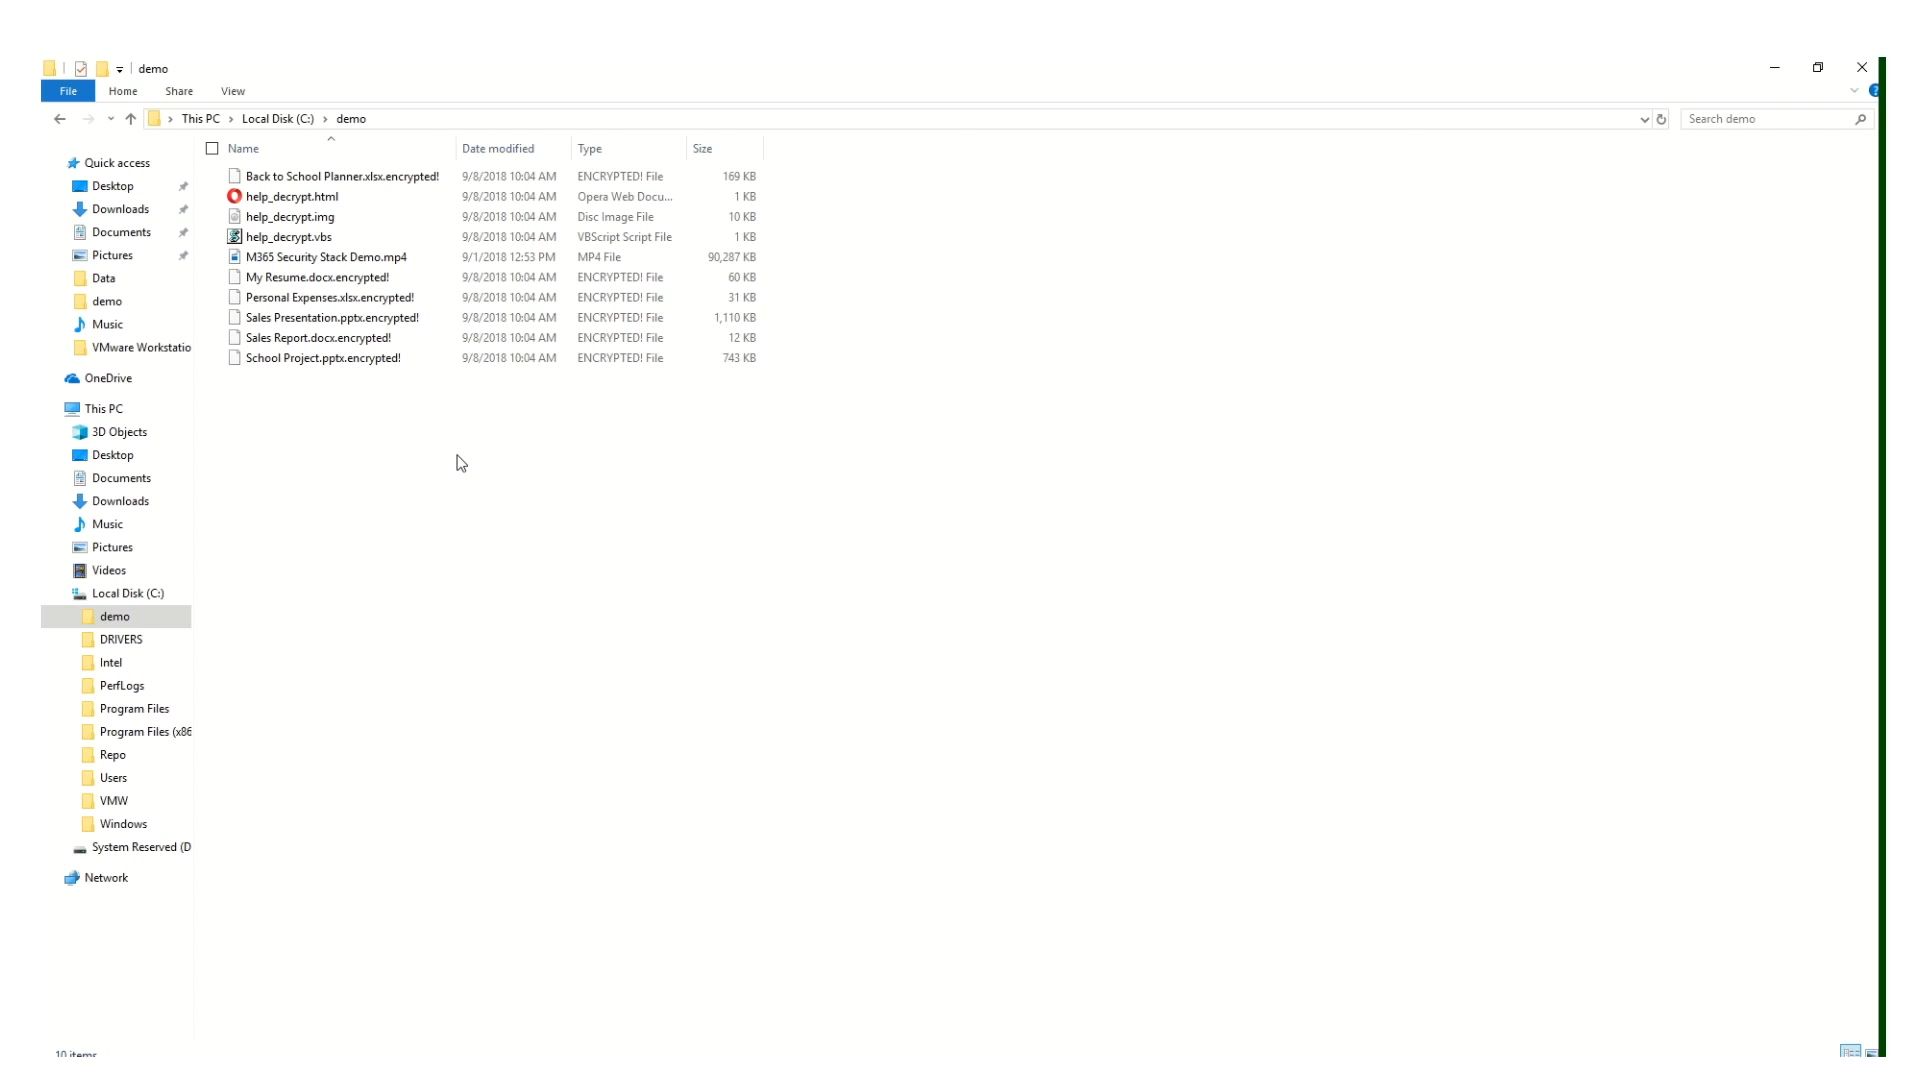 demo
File Home Share View
This PC Local Disk (C:) demo
Search demo
Name Date modified Type Size
Back to School Planner.xlsx.encrypted! 9/8/2018 10:04 AM ENCRYPTED! File 169 KB
help_decrypt.html 9/8/2018 10:04 AM Opera Web Docu... 1 KB
help_decrypt.img 9/8/2018 10:04 AM Disc Image File 10 KB
help_decrypt.vbs 9/8/2018 10:04 AM VBScript Script File 1 KB
M365 Security Stack Demo.mp4 9/1/2018 12:53 PM MP4 File 90,287 KB
My Resume.docx.encrypted! 9/8/2018 10:04 AM ENCRYPTED! File 60 KB
Personal Expenses.xlsx.encrypted! 9/8/2018 10:04 AM ENCRYPTED! File 31 KB
Sales Presentation.pptx.encrypted! 9/8/2018 10:04 AM ENCRYPTED! File 1,110 KB
Sales Report.docx.encrypted! 9/8/2018 10:04 AM ENCRYPTED! File 12 KB
School Project.pptx.encrypted! 9/8/2018 10:04 AM ENCRYPTED! File 743 KB
Quick access
Desktop
Downloads
Documents
Pictures
Data
demo
Music
VMware Workstatio
OneDrive
This PC
3D Objects
Desktop
Documents
Downloads
Music
Pictures
Videos
Local Disk (C:)
demo
DRIVERS
Intel
PerfLogs
Program Files
Program Files (x86
Repo
Users
VMW
Windows
System Reserved (D
Network
10 items